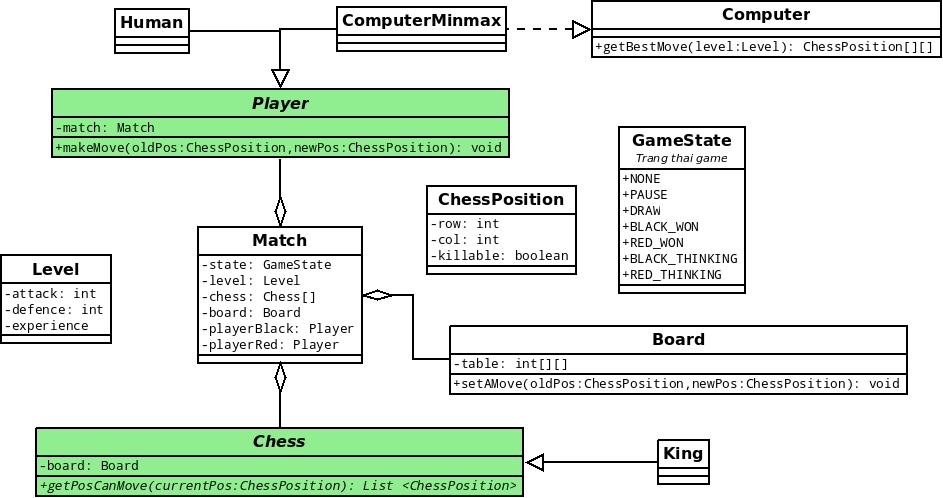 Human
ComputerMinmax
Computer
+getBestMove(level:Level): ChessPosition[][]
Player
-match: Match
+makeMove(oldPos:ChessPosition,newPos:ChessPosition): void
GameState
Trang thai game
+NONE
+PAUSE
+DRAW
+BLACK_WON
+RED_WON
+BLACK_THINKING
+RED_THINKING
ChessPosition
-row: int
-col: int
-killable: boolean
Match
-state: GameState
-level: Level
-chess: Chess[]
-board: Board
-playerBlack: Player
-playerRed: Player
Level
-attack: int
-defence: int
-experience
Board
-table: int[][]
+setAMove(oldPos:ChessPosition,newPos:ChessPosition): void
Chess
-board: Board
+getPosCanMove(currentPos:ChessPosition): List <ChessPosition>
King